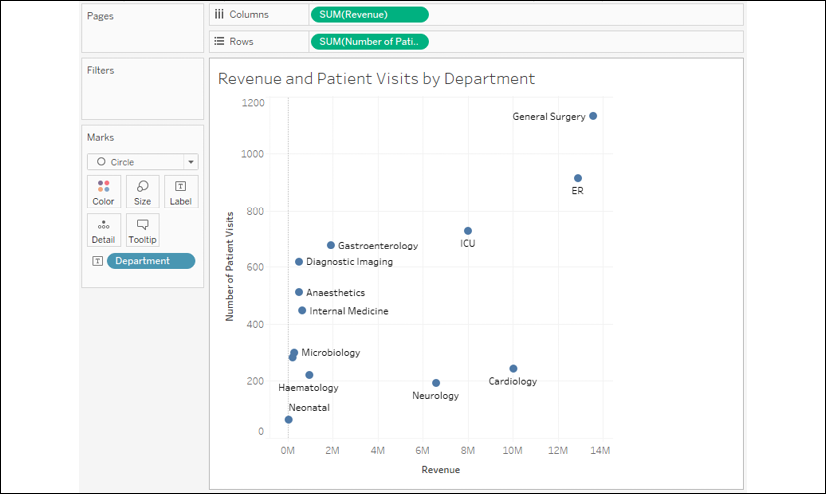 Pages
Columns
SUM(Revenue)
Rows
SUM(Number of Pati..
Filters
Marks
Circle
Color
Size
Label
Detail
Tooltip
Department
Revenue and Patient Visits by Department
Number of Patient Visits
1200
1000
800
600
400
200
0
General Surgery
ER
ICU
Gastroenterology
Diagnostic Imaging
Anaesthetics
Internal Medicine
Microbiology
Haematology
Neonatal
Neurology
Cardiology
0M
2M
4M
6M
8M
10M
12M
14M
Revenue